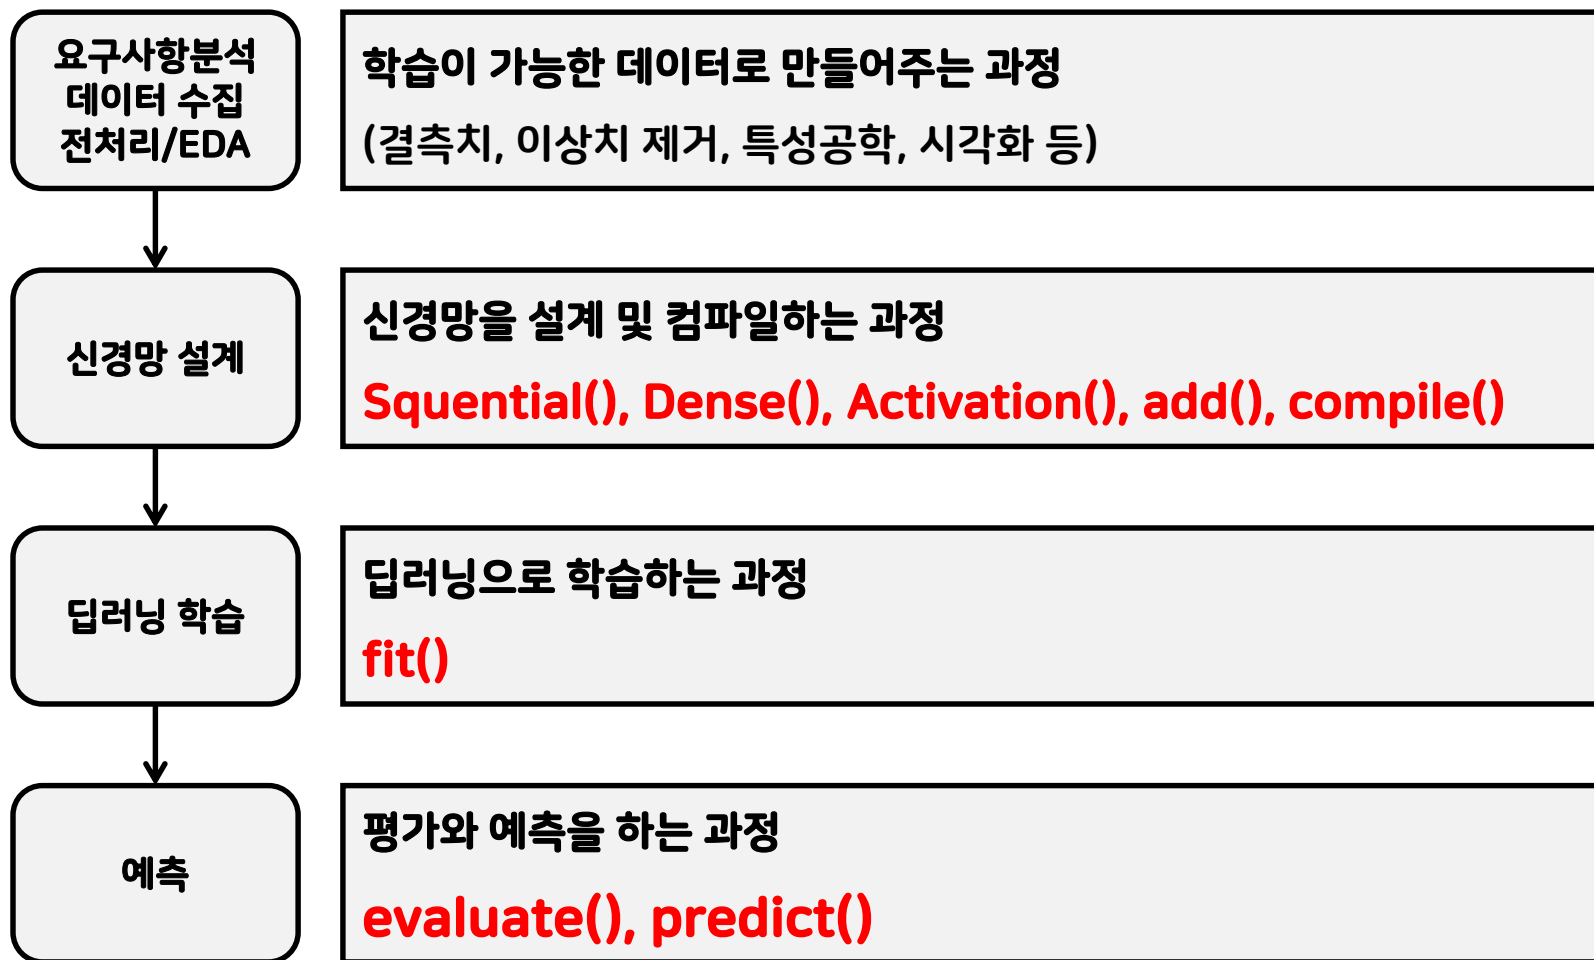 요구사항분석
데이터 수집
전처리/EDA
학습이 가능한 데이터로 만들어주는 과정
(결측치, 이상치 제거, 특성공학, 시각화 등)
신경망 설계
신경망을 설계 및 컴파일하는 과정
Squential(), Dense(), Activation(), add(), compile()
딥러닝 학습
딥러닝으로 학습하는 과정
fit()
예측
평가와 예측을 하는 과정
evaluate(), predict()